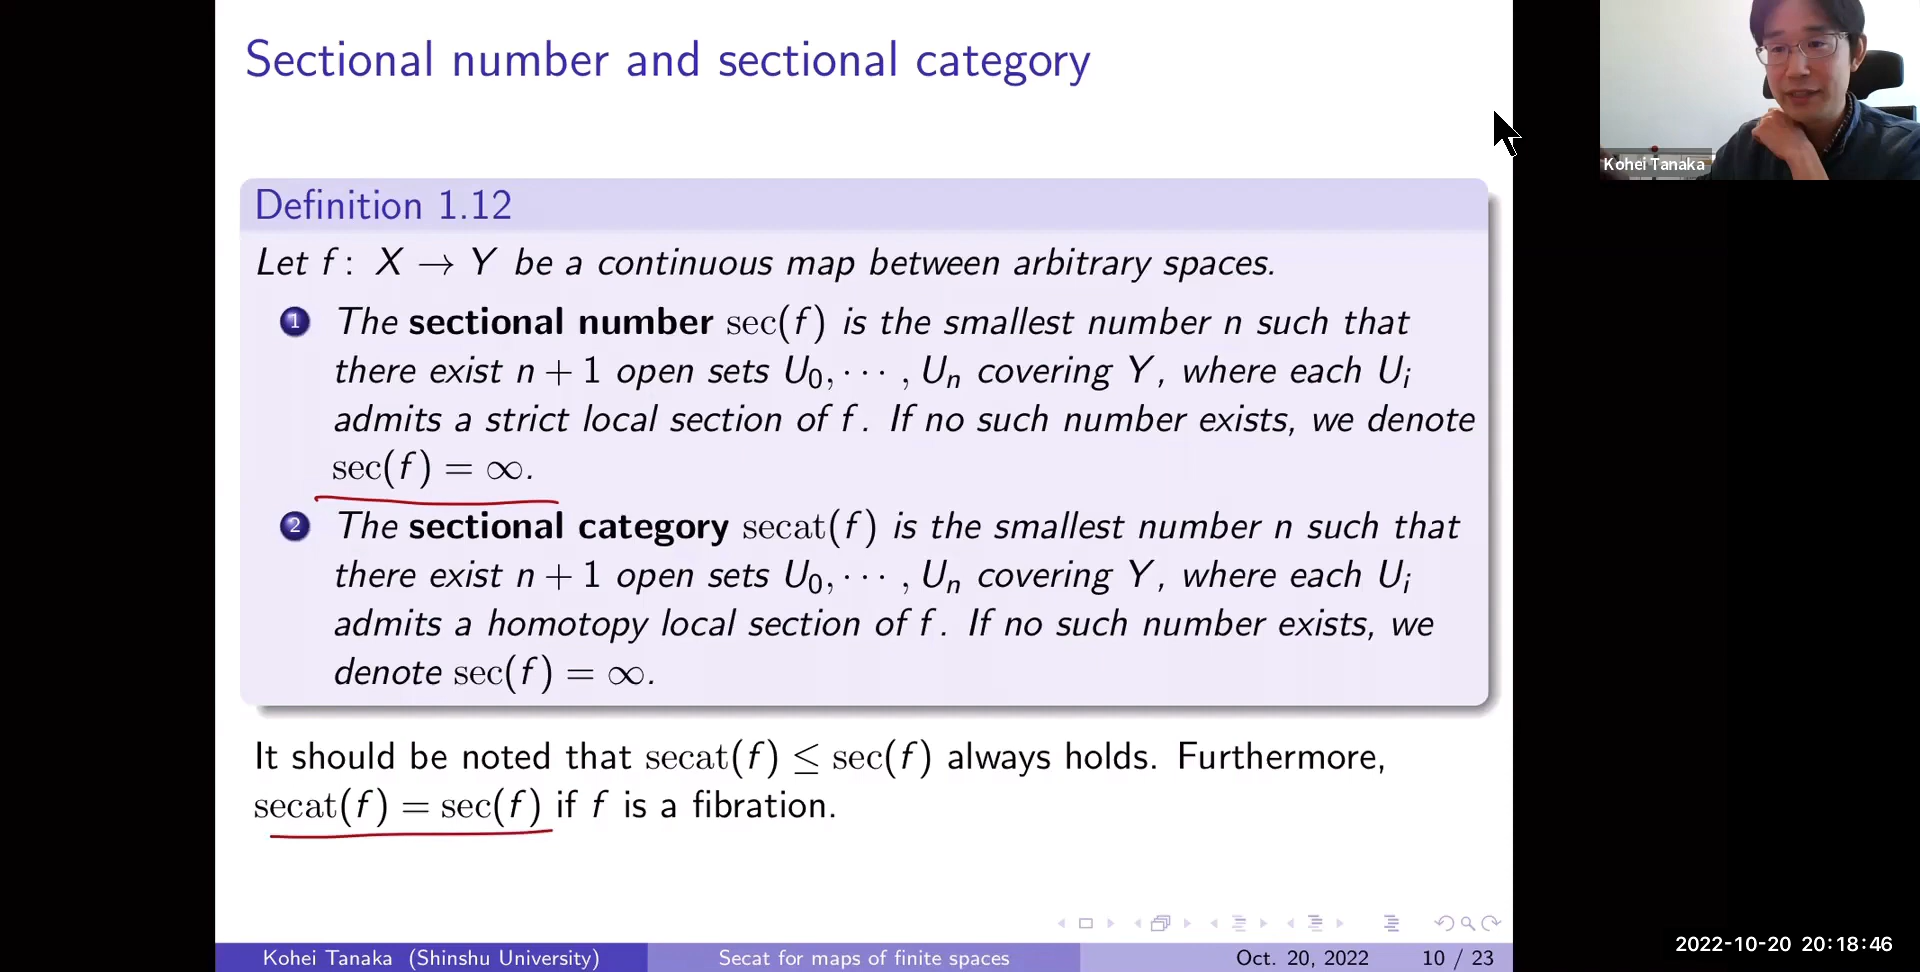 Sectional number and sectional category
Kohei Tanaka
Definition 1.12
Let f : X → Y be a continuous map between arbitrary spaces.
1 The sectional number sec(f) is the smallest number n such that
there exist n + 1 open sets U₀, ⋯ , Uₙ covering Y, where each Uᵢ
admits a strict local section of f. If no such number exists, we denote
sec(f) = ∞.
2 The sectional category secat(f) is the smallest number n such that
there exist n + 1 open sets U₀, ⋯ , Uₙ covering Y, where each Uᵢ
admits a homotopy local section of f. If no such number exists, we
denote sec(f) = ∞.
It should be noted that secat(f) ≤ sec(f) always holds. Furthermore,
secat(f) = sec(f) if f is a fibration.
Kohei Tanaka (Shinshu University) Secat for maps of finite spaces Oct. 20, 2022 10 / 23
2022-10-20 20:18:46